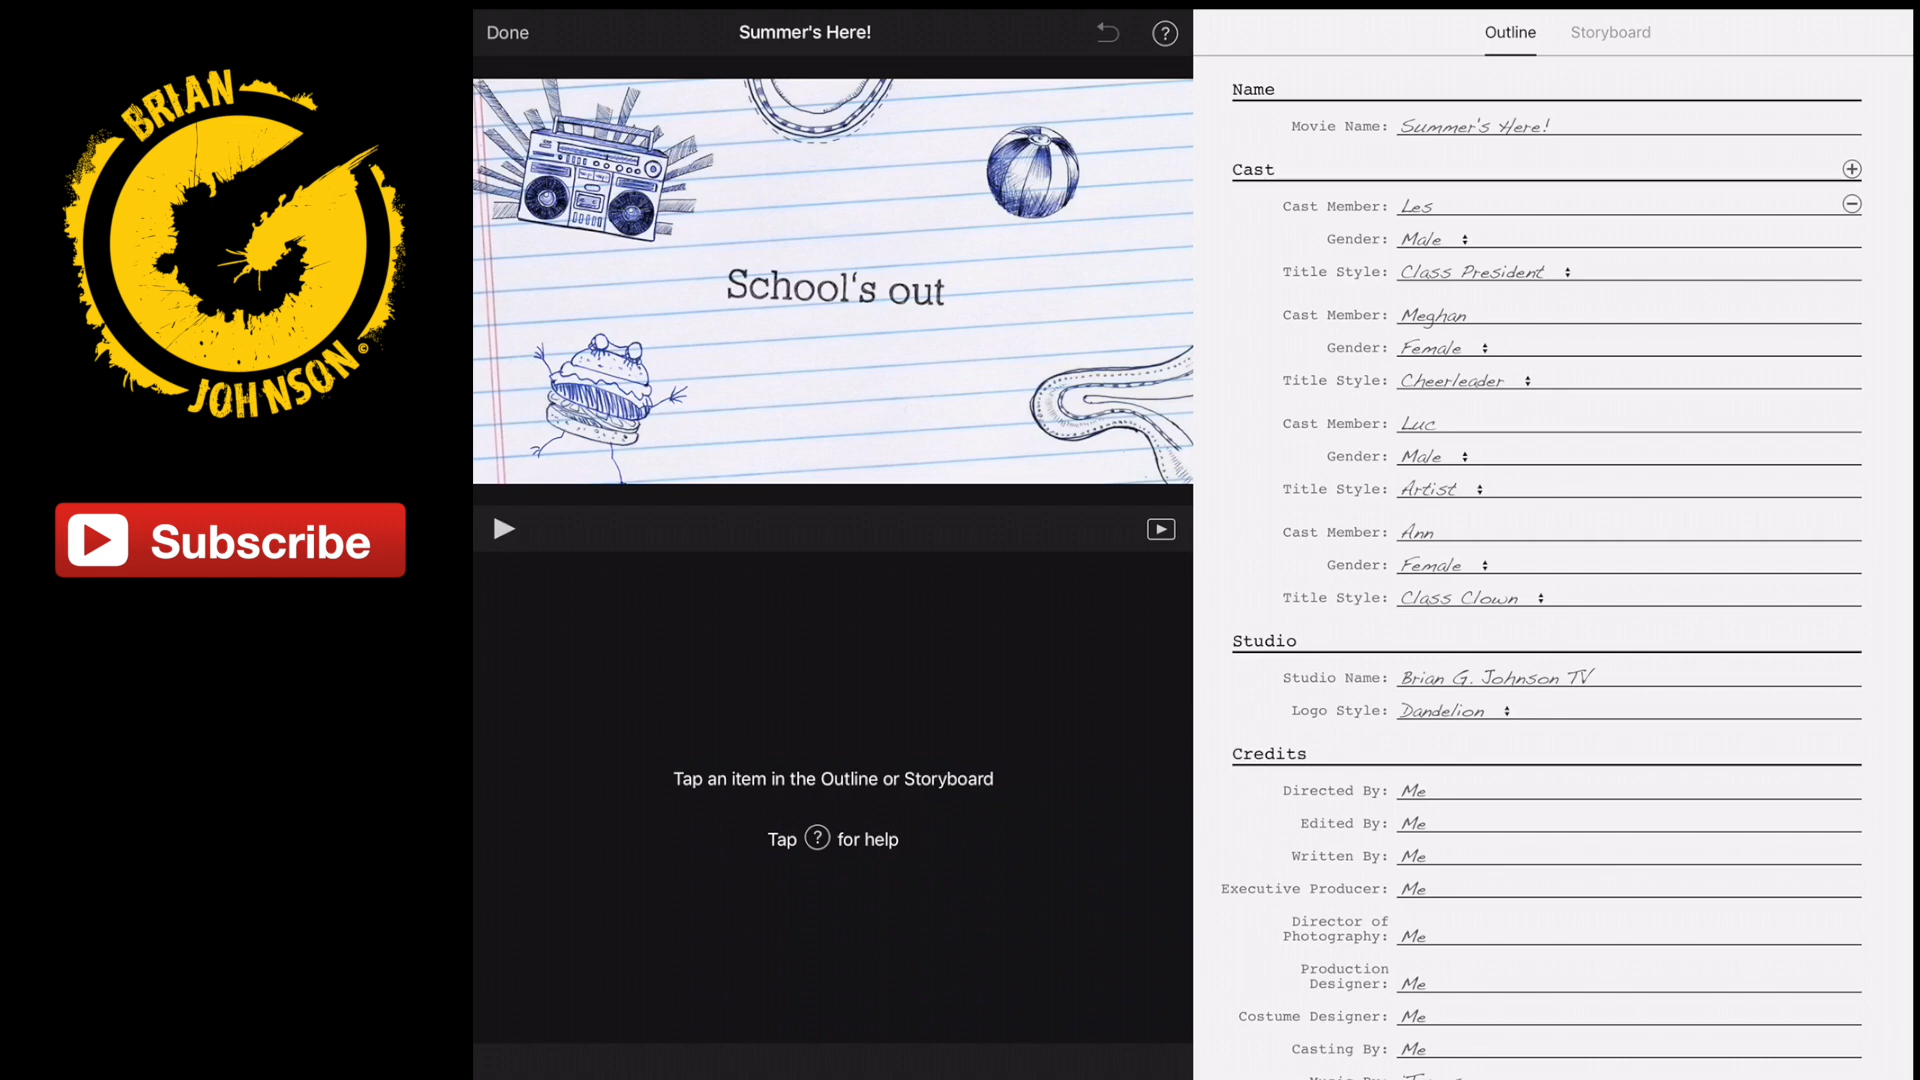 BRIAN
JOHNSON©
Subscribe
Done
Summer's Here!
?
School's out
Tap an item in the Outline or Storyboard
Tap ? for help
Outline Storyboard
Name
Movie Name: Summer's Here!
Cast
Cast Member: Les
Gender: Male
Title Style: Class President
Cast Member: Meghan
Gender: Female
Title Style: Cheerleader
Cast Member: Luc
Gender: Male
Title Style: Artist
Cast Member: Ann
Gender: Female
Title Style: Class Clown
Studio
Studio Name: Brian G. Johnson TV
Logo Style: Dandelion
Credits
Directed By: Me
Edited By: Me
Written By: Me
Executive Producer: Me
Director of
Photography: Me
Production
Designer: Me
Costume Designer: Me
Casting By: Me